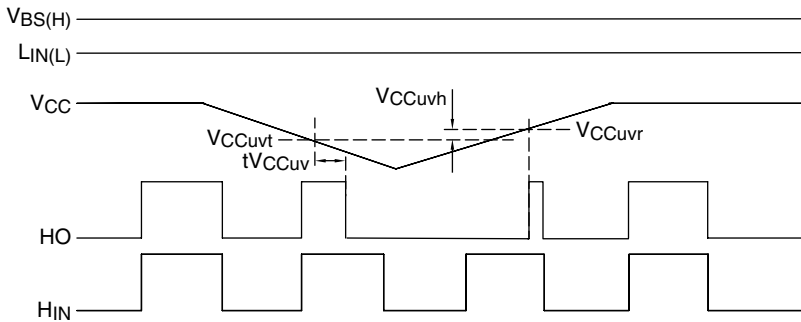 VBS(H)
LIN(L)
VCC
VCCuvh
VCCuvt
VCCuvr
tVCCuv
HO
HIN